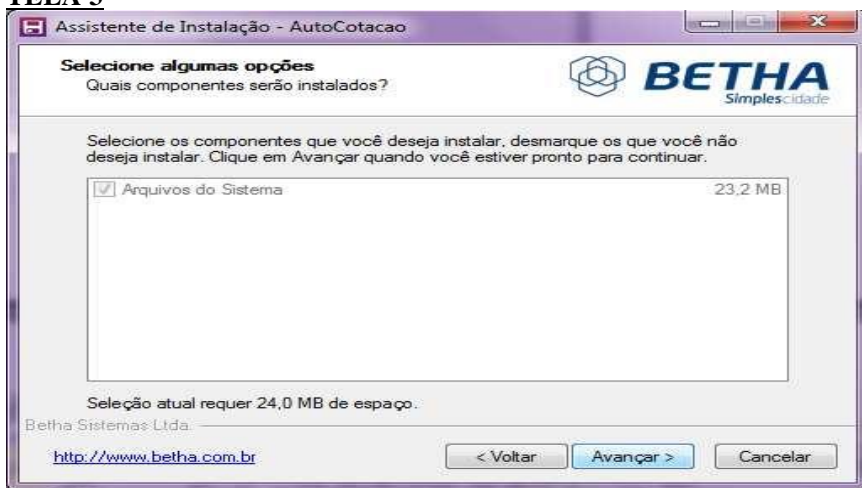 Assistente de Instalação - AutoCotacao
Selecione algumas opções
Quais componentes serão instalados?
BETHA
Simplescidade
Selecione os componentes que você deseja instalar, desmarque os que você não
deseja instalar. Clique em Avançar quando você estiver pronto para continuar.
Arquivos do Sistema 23,2 MB
Seleção atual requer 24,0 MB de espaço.
Betha Sistemas Ltda.
http://www.betha.com.br
< Voltar Avançar > Cancelar